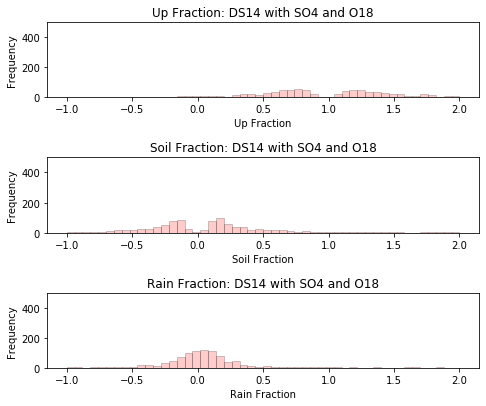 Up Fraction: DS14 with SO4 and O18
400
200
0
Frequency
−1.0 −0.5 0.0 0.5 1.0 1.5 2.0
Up Fraction
Soil Fraction: DS14 with SO4 and O18
400
200
0
Frequency
−1.0 −0.5 0.0 0.5 1.0 1.5 2.0
Soil Fraction
Rain Fraction: DS14 with SO4 and O18
400
200
0
Frequency
−1.0 −0.5 0.0 0.5 1.0 1.5 2.0
Rain Fraction